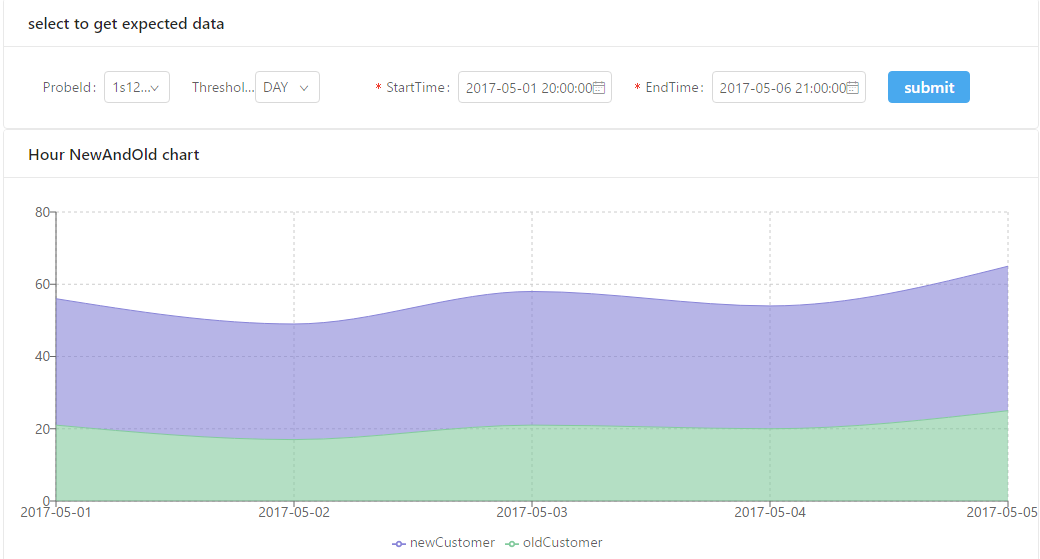 select to get expected data
ProbeId: 1s12... Threshol... DAY * StartTime: 2017-05-01 20:00:00 * EndTime: 2017-05-06 21:00:00 submit
Hour NewAndOld chart
80
60
40
20
0
2017-05-01 2017-05-02 2017-05-03 2017-05-04 2017-05-05
newCustomer oldCustomer